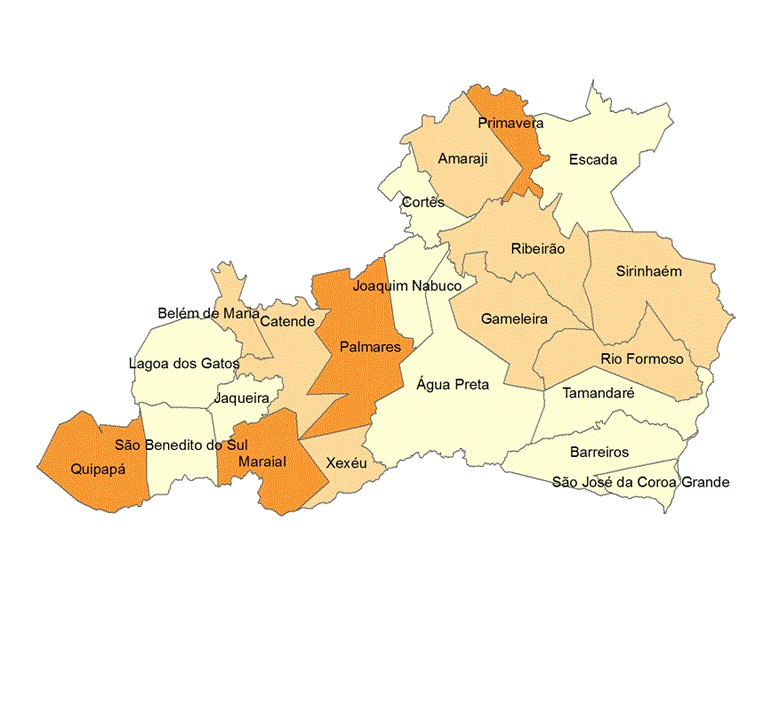 Primavera
Amaraji
Escada
Cortês
Ribeirão
Sirinhaém
Joaquim Nabuco
Belém de Maria
Catende
Gameleira
Palmares
Rio Formoso
Lagoa dos Gatos
Água Preta
Tamandaré
Jaqueira
São Benedito do Sul
Barreiros
Maraial
Xexéu
Quipapá
São José da Coroa Grande